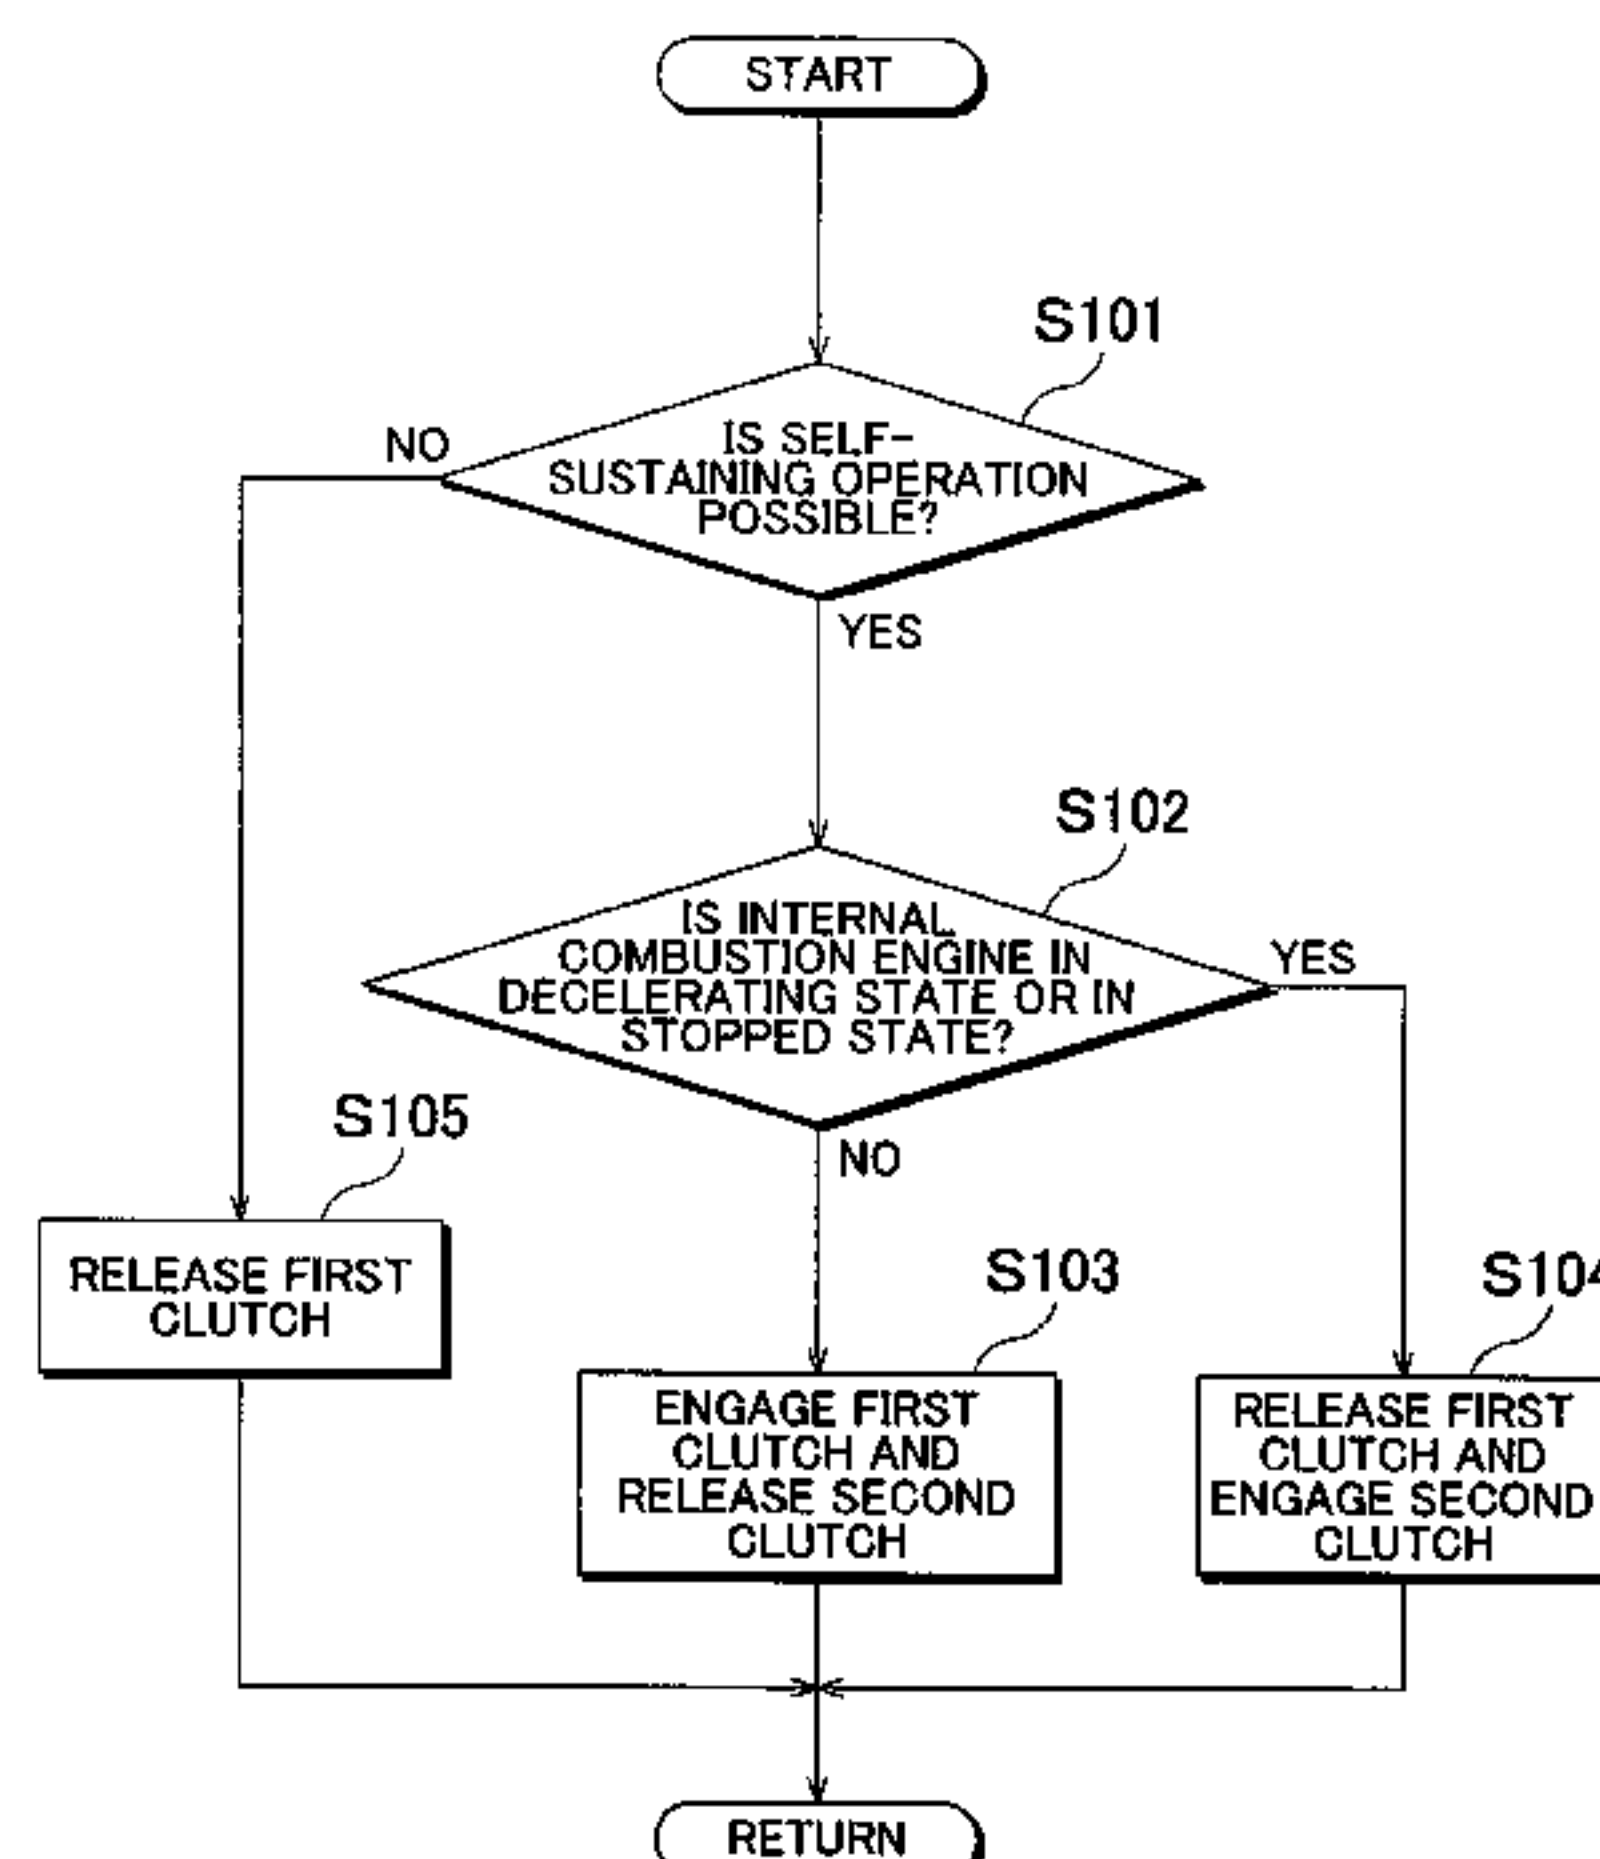 START
S101
NO
IS SELF-
SUSTAINING OPERATION
POSSIBLE?
YES
S102
IS INTERNAL
COMBUSTION ENGINE IN
DECELERATING STATE OR IN
STOPPED STATE?
YES
NO
S105
RELEASE FIRST
CLUTCH
S103
ENGAGE FIRST
CLUTCH AND
RELEASE SECOND
CLUTCH
S104
RELEASE FIRST
CLUTCH AND
ENGAGE SECOND
CLUTCH
RETURN